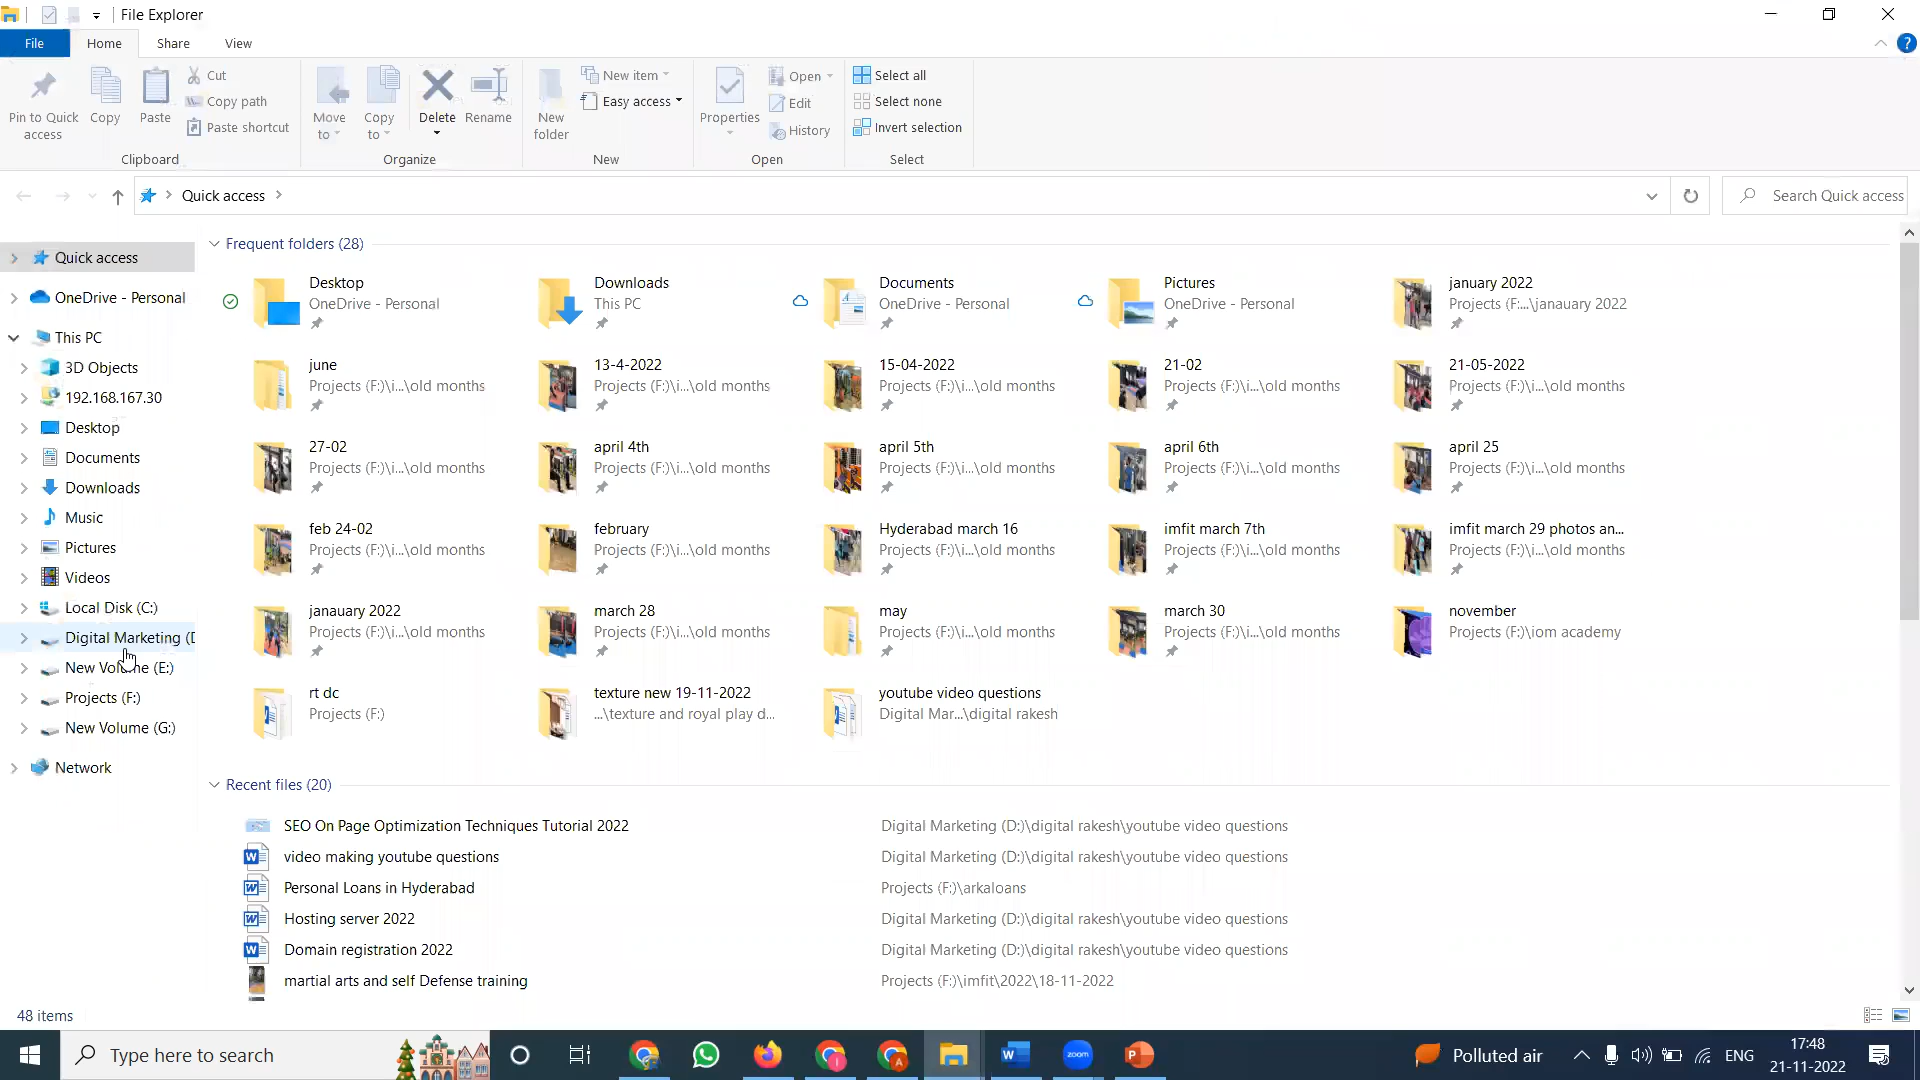 File Explorer
File Home Share View
Pin to Quick access
Copy
Paste
Cut
Copy path
Paste shortcut
Clipboard
Move to
Copy to
Delete
Rename
Organize
New folder
New item
Easy access
New
Properties
Open
Edit
History
Open
Select all
Select none
Invert selection
Select
Quick access
Search Quick access
Quick access
OneDrive - Personal
This PC
3D Objects
192.168.167.30
Desktop
Documents
Downloads
Music
Pictures
Videos
Local Disk (C:)
Digital Marketing (D
New Volume (E:)
Projects (F:)
New Volume (G:)
Network
Frequent folders (28)
Desktop
OneDrive - Personal
Downloads
This PC
Documents
OneDrive - Personal
Pictures
OneDrive - Personal
january 2022
Projects (F:...\janauary 2022
june
Projects (F:)\i...\old months
13-4-2022
Projects (F:)\i...\old months
15-04-2022
Projects (F:)\i...\old months
21-02
Projects (F:)\i...\old months
21-05-2022
Projects (F:)\i...\old months
27-02
Projects (F:)\i...\old months
april 4th
Projects (F:)\i...\old months
april 5th
Projects (F:)\i...\old months
april 6th
Projects (F:)\i...\old months
april 25
Projects (F:)\i...\old months
feb 24-02
Projects (F:)\i...\old months
february
Projects (F:)\i...\old months
Hyderabad march 16
Projects (F:)\i...\old months
imfit march 7th
Projects (F:)\i...\old months
imfit march 29 photos an...
Projects (F:)\i...\old months
janauary 2022
Projects (F:)\i...\old months
march 28
Projects (F:)\i...\old months
may
Projects (F:)\i...\old months
march 30
Projects (F:)\i...\old months
november
Projects (F:)\iom academy
rt dc
Projects (F:)
texture new 19-11-2022
...\texture and royal play d...
youtube video questions
Digital Mar...\digital rakesh
Recent files (20)
SEO On Page Optimization Techniques Tutorial 2022 Digital Marketing (D:)\digital rakesh\youtube video questions
video making youtube questions Digital Marketing (D:)\digital rakesh\youtube video questions
Personal Loans in Hyderabad Projects (F:)\arkaloans
Hosting server 2022 Digital Marketing (D:)\digital rakesh\youtube video questions
Domain registration 2022 Digital Marketing (D:)\digital rakesh\youtube video questions
martial arts and self Defense training Projects (F:)\imfit\2022\18-11-2022
48 items
Type here to search
zoom
Polluted air
ENG
17:48
21-11-2022